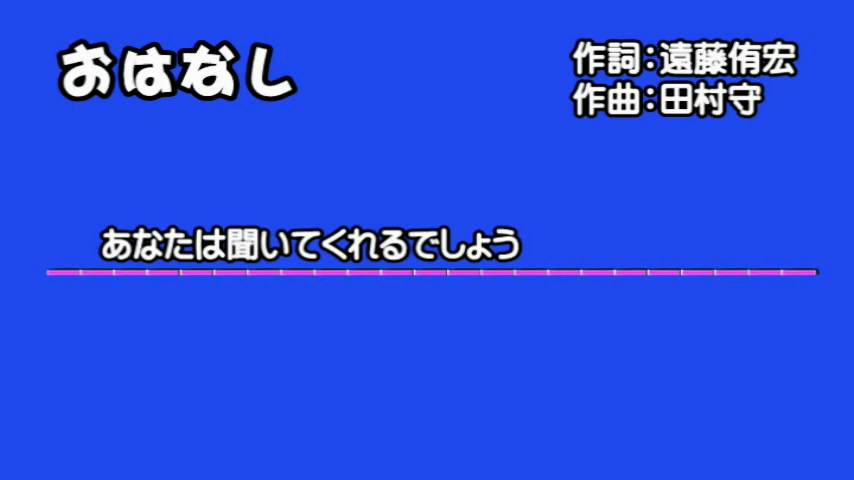 おはなし
作詞：遠藤侑宏
作曲：田村守
あなたは聞いてくれるでしょう